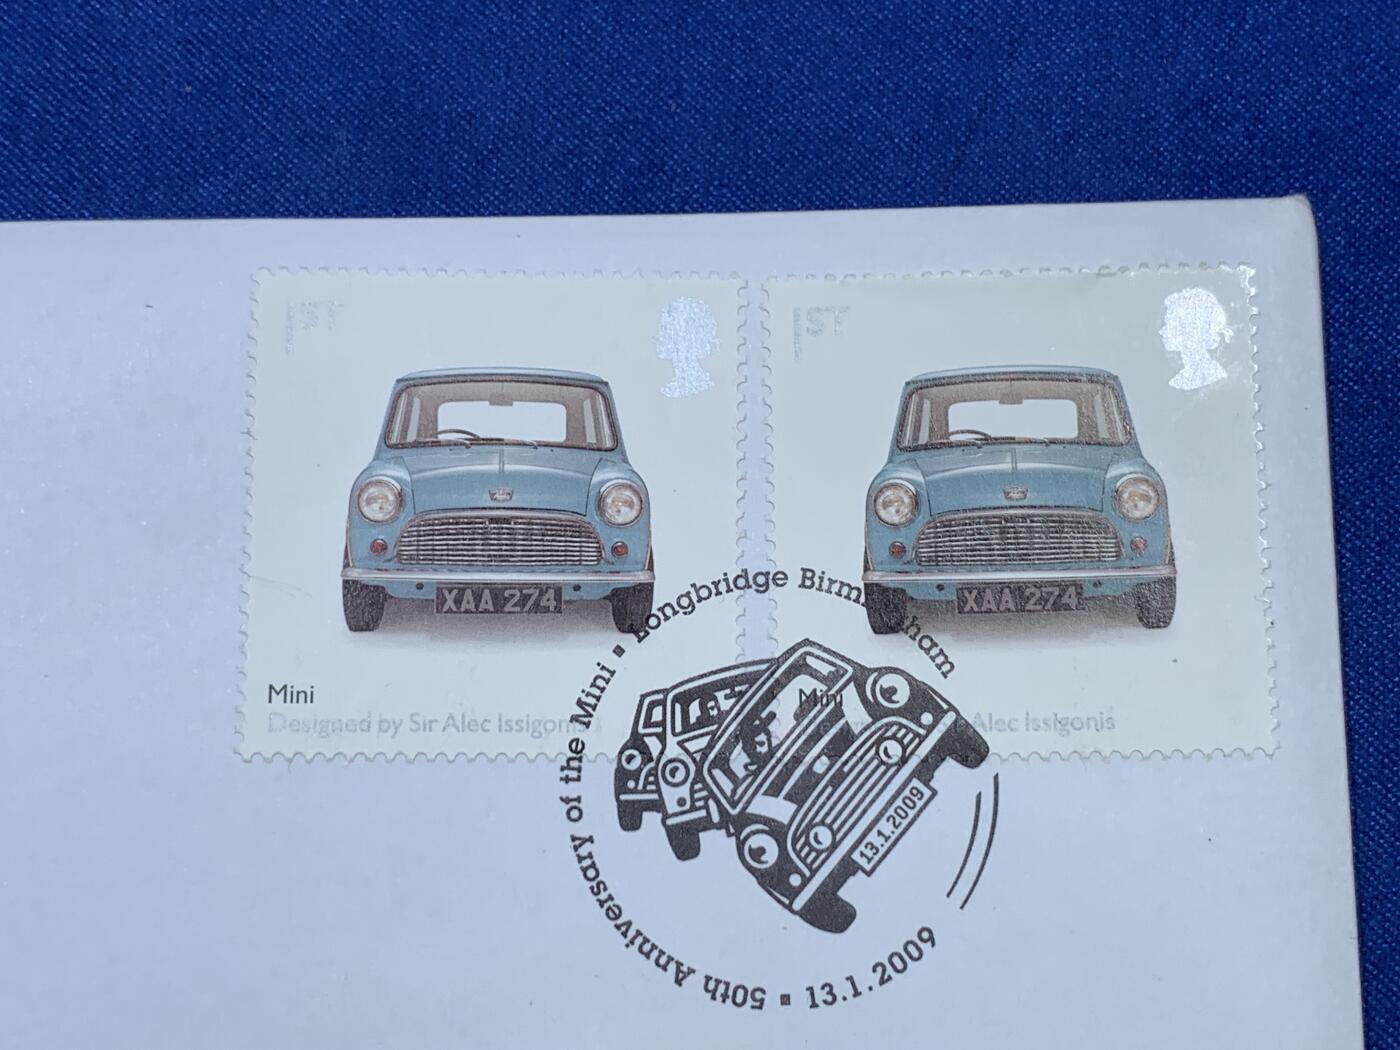 1ST
1ST
XAA 274
XAA 274
Mini
Designed by Sir Alec Issigonis
Mini
Alec Issigonis
50th Anniversary of the Mini ▪ Longbridge Birmingham
▪ 13.1.2009
13.1.2009